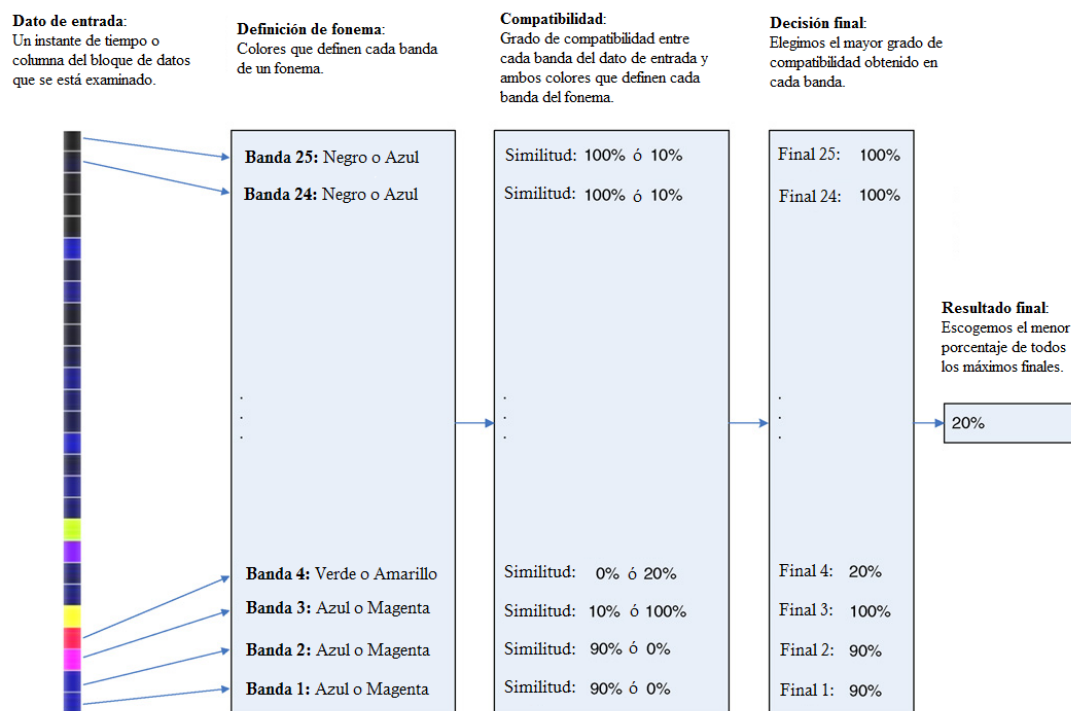 Dato de entrada:
Un instante de tiempo o
columna del bloque de datos
que se está examinado.
Definición de fonema:
Colores que definen cada banda
de un fonema.
Compatibilidad:
Grado de compatibilidad entre
cada banda del dato de entrada y
ambos colores que definen cada
banda del fonema.
Decisión final:
Elegimos el mayor grado de
compatibilidad obtenido en
cada banda.
Banda 25: Negro o Azul
Similitud: 100% ó 10%
Final 25: 100%
Banda 24: Negro o Azul
Similitud: 100% ó 10%
Final 24: 100%
Resultado final:
Escogemos el menor
porcentaje de todos
los máximos finales.
20%
Banda 4: Verde o Amarillo
Similitud: 0% ó 20%
Final 4: 20%
Banda 3: Azul o Magenta
Similitud: 10% ó 100%
Final 3: 100%
Banda 2: Azul o Magenta
Similitud: 90% ó 0%
Final 2: 90%
Banda 1: Azul o Magenta
Similitud: 90% ó 0%
Final 1: 90%